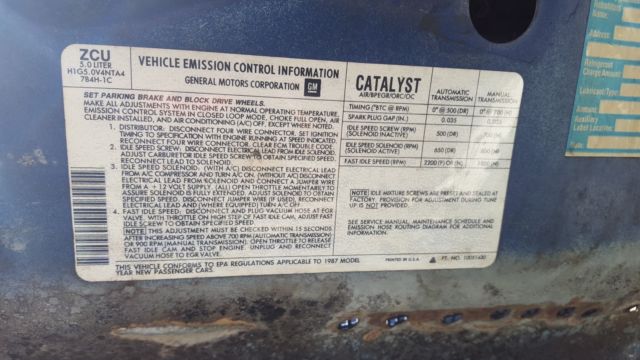 ZCU
5.0 LITER
H1G5.0V4NTA4
7B4H-1C
VEHICLE EMISSION CONTROL INFORMATION
GENERAL MOTORS CORPORATION GM
CATALYST
AIR/BPEGR/ORC/OC
AUTOMATIC TRANSMISSION
MANUAL TRANSMISSION
SET PARKING BRAKE AND BLOCK DRIVE WHEELS.
MAKE ALL ADJUSTMENTS WITH ENGINE AT NORMAL OPERATING TEMPERATURE,
EMISSION CONTROL SYSTEM IN CLOSED LOOP MODE, CHOKE FULL OPEN, AIR
CLEANER INSTALLED, AND AIR CONDITIONING (A/C) OFF, EXCEPT WHERE NOTED.
1. DISTRIBUTOR: DISCONNECT FOUR WIRE CONNECTOR. SET IGNITION
TIMING TO SPECIFICATION WITH ENGINE RUNNING AT SPEED INDICATED.
RECONNECT FOUR WIRE CONNECTOR. CLEAR ECM TROUBLE CODE.
2. IDLE SPEED SCREW: DISCONNECT ELECTRICAL LEAD FROM IDLE SOLENOID.
ADJUST CARBURETOR IDLE SPEED SCREW TO OBTAIN SPECIFIED SPEED.
RECONNECT LEAD TO SOLENOID.
3. IDLE SPEED SOLENOID: (WITH A/C) DISCONNECT ELECTRICAL LEAD
FROM A/C COMPRESSOR AND TURN A/C ON. (WITHOUT A/C) DISCONNECT
ELECTRICAL LEAD FROM SOLENOID AND CONNECT A JUMPER WIRE
FROM A + 12 VOLT SUPPLY. (ALL) OPEN THROTTLE MOMENTARILY TO
ASSURE SOLENOID IS FULLY EXTENDED. ADJUST SOLENOID TO OBTAIN
SPECIFIED SPEED. DISCONNECT JUMPER WIRE (IF USED), RECONNECT
ELECTRICAL LEAD AND (WHERE EQUIPPED) TURN A/C OFF.
4. FAST IDLE SPEED: DISCONNECT AND PLUG VACUUM HOSE AT EGR
VALVE. WITH THROTTLE ON HIGH STEP OF FAST IDLE CAM, ADJUST FAST
IDLE SCREW TO OBTAIN SPECIFIED SPEED.
NOTE: THIS ADJUSTMENT MUST BE CHECKED WITHIN 15 SECONDS
AFTER INCREASING SPEED ABOVE 700 RPM (AUTOMATIC TRANSMISSION)
OR 900 RPM (MANUAL TRANSMISSION). OPEN THROTTLE TO RELEASE
FAST IDLE CAM AND STOP ENGINE. UNPLUG AND RECONNECT
VACUUM HOSE TO EGR VALVE.
THIS VEHICLE CONFORMS TO EPA REGULATIONS APPLICABLE TO 1987 MODEL
YEAR NEW PASSENGER CARS.
TIMING (°BTC @ RPM) 0° @ 500 (DR) 0° @ 700 (N)
SPARK PLUG GAP (IN.) 0.035 0.035
IDLE SPEED SCREW (RPM)
(SOLENOID INACTIVE) 500 (DR)
IDLE SPEED SOLENOID (RPM)
(SOLENOID ACTIVE) 650 (DR)
FAST IDLE SPEED (RPM) 2200 (P) OR (N)
NOTE: IDLE MIXTURE SCREWS ARE
PRESET AND SEALED AT FACTORY.
SEE SERVICE MANUAL, MAINTENANCE SCHEDULE AND
EMISSION HOSE ROUTING DIAGRAM FOR ADDITIONAL
INFORMATION.
PRINTED IN U.S.A. PT. NO.
Retrofitted
Name
Address
Refrigerant
Lubricant/Type
Auxiliary
Label Location